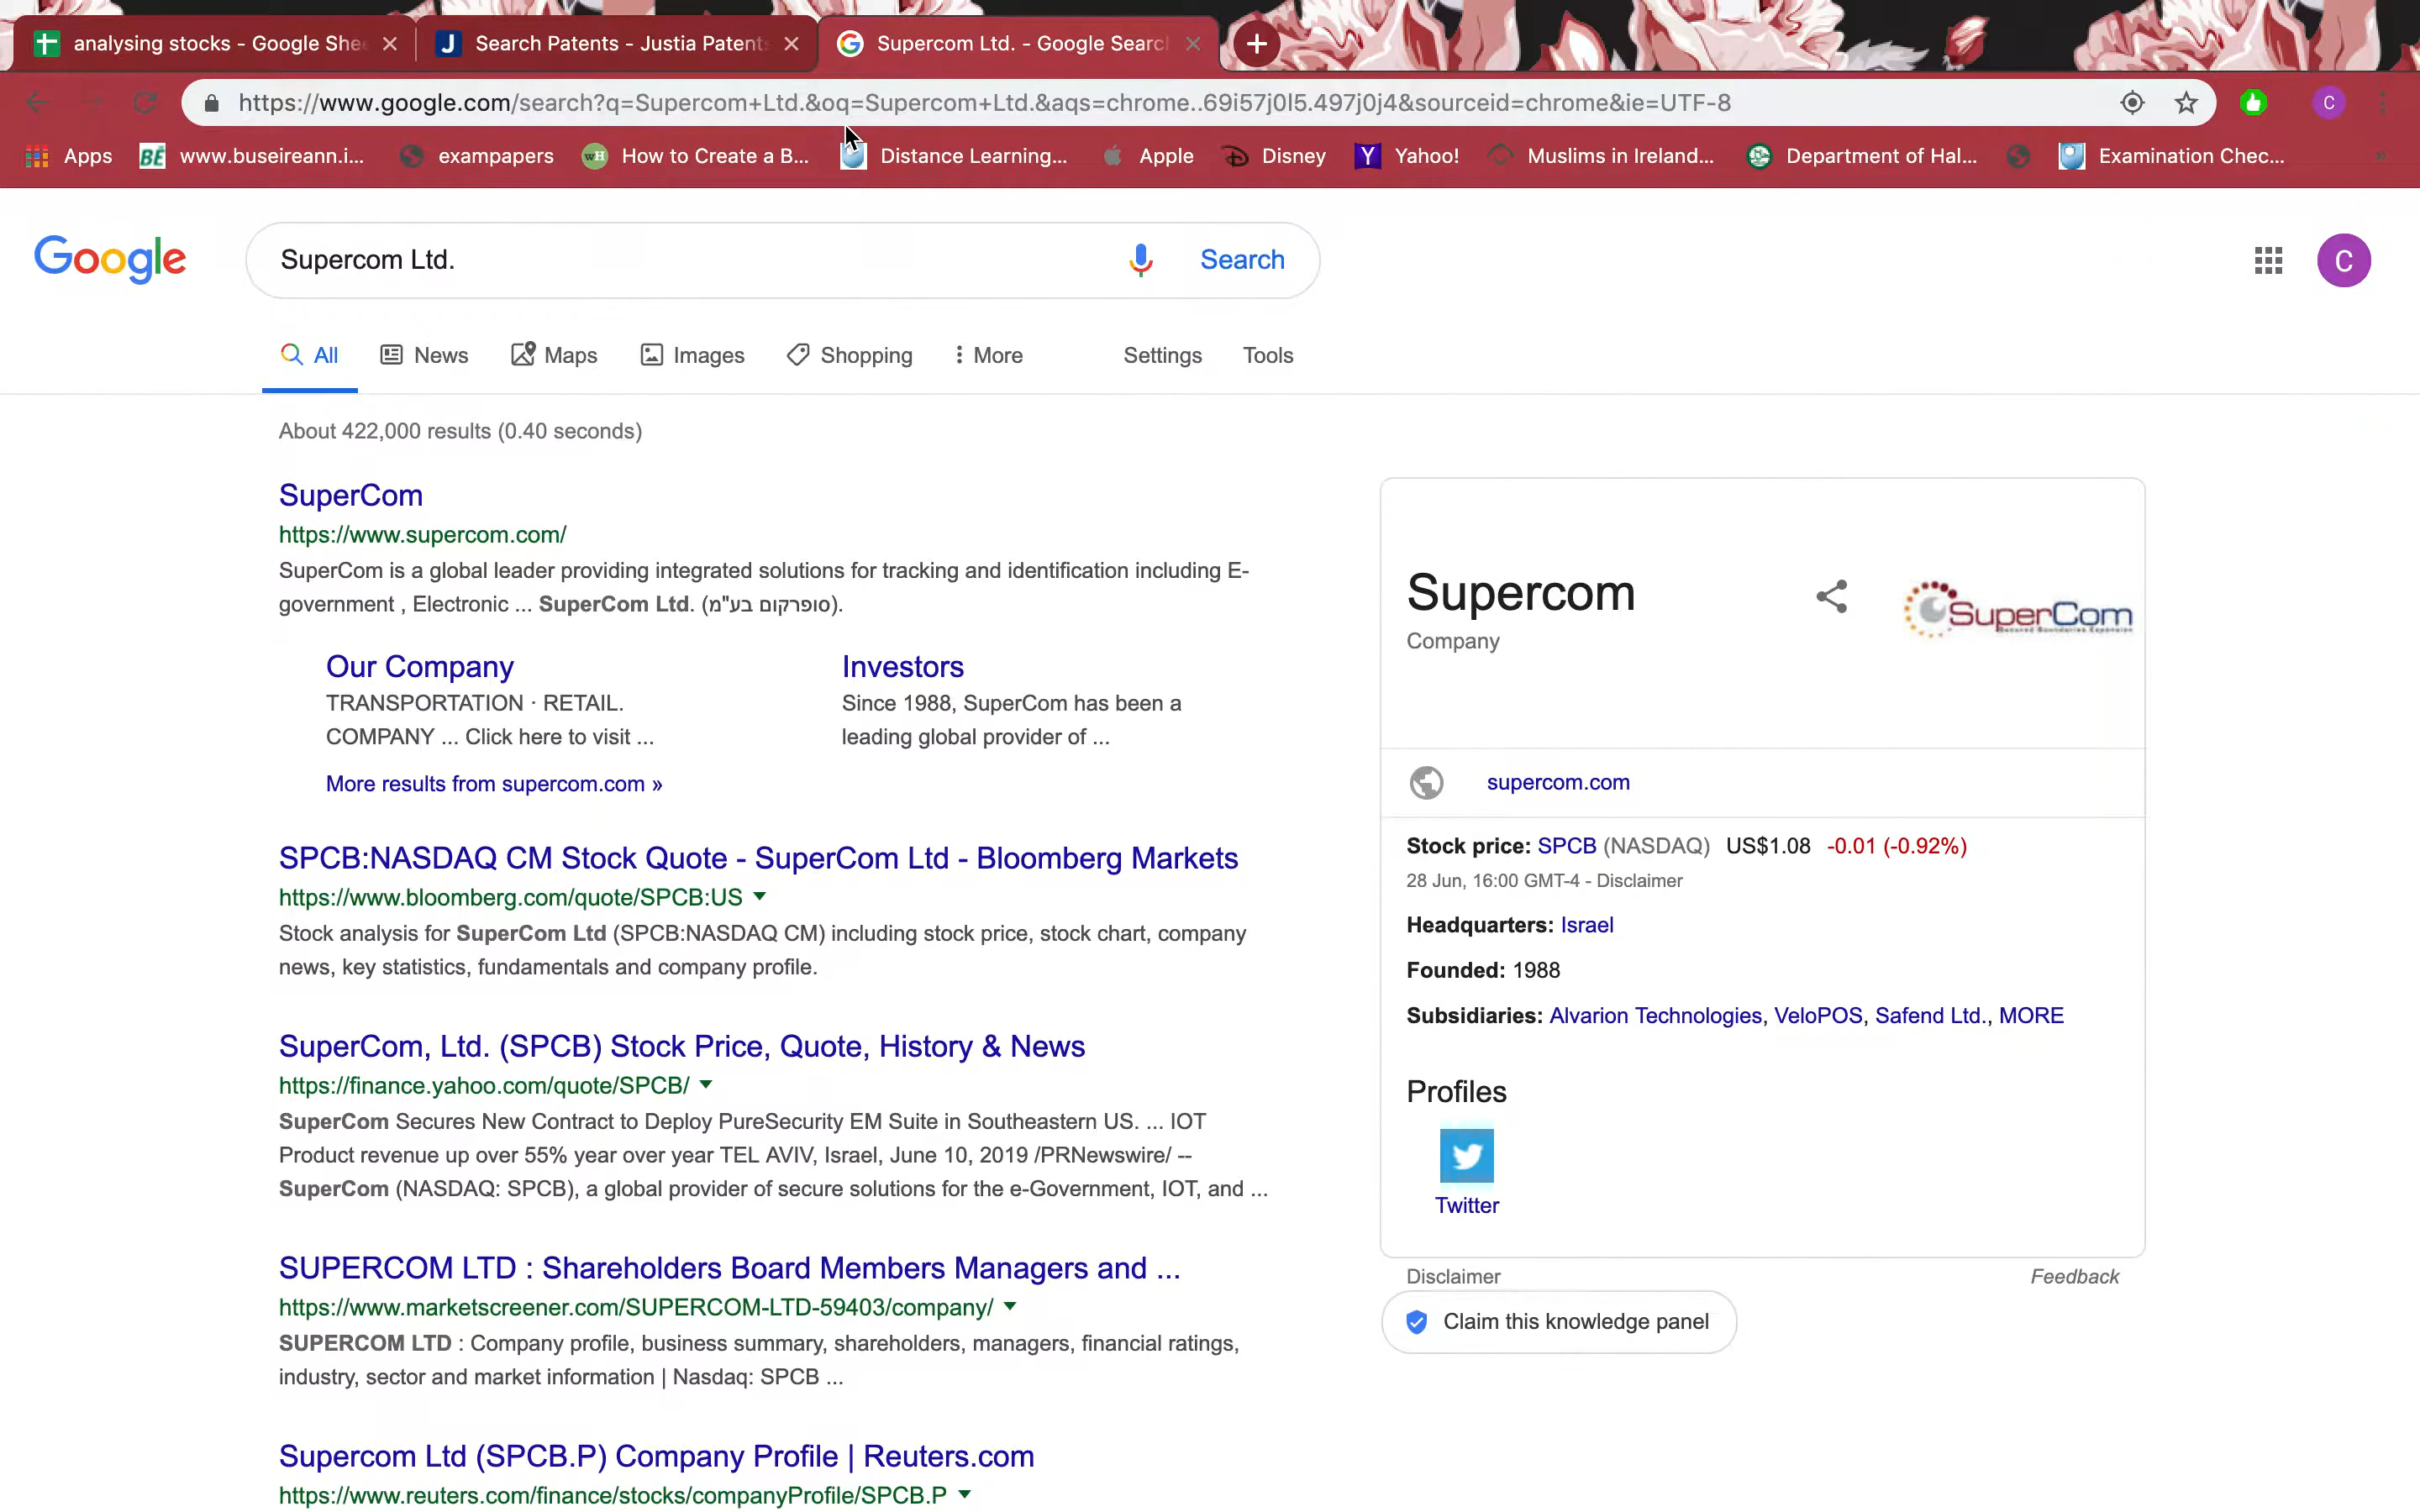 analysing stocks - Google She
Search Patents - Justia Patent
Supercom Ltd. - Google Search
https://www.google.com/search?q=Supercom+Ltd.&oq=Supercom+Ltd.&aqs=chrome..69i57j0l5.497j0j4&sourceid=chrome&ie=UTF-8
C
Apps
BÉ www.buseireann.i...
exampapers
wH How to Create a B...
Distance Learning...
Apple
Disney
Y Yahoo!
Muslims in Ireland...
Department of Hal...
Examination Chec...
»
Google
Supercom Ltd.
Search
C
All
News
Maps
Images
Shopping
More
Settings
Tools
About 422,000 results (0.40 seconds)
SuperCom
https://www.supercom.com/
SuperCom is a global leader providing integrated solutions for tracking and identification including E-
government , Electronic ... SuperCom Ltd. (סופרקום בע"מ).
Our Company
TRANSPORTATION · RETAIL.
COMPANY ... Click here to visit ...
Investors
Since 1988, SuperCom has been a
leading global provider of ...
More results from supercom.com »
SPCB:NASDAQ CM Stock Quote - SuperCom Ltd - Bloomberg Markets
https://www.bloomberg.com/quote/SPCB:US
Stock analysis for SuperCom Ltd (SPCB:NASDAQ CM) including stock price, stock chart, company
news, key statistics, fundamentals and company profile.
SuperCom, Ltd. (SPCB) Stock Price, Quote, History & News
https://finance.yahoo.com/quote/SPCB/
SuperCom Secures New Contract to Deploy PureSecurity EM Suite in Southeastern US. ... IOT
Product revenue up over 55% year over year TEL AVIV, Israel, June 10, 2019 /PRNewswire/ --
SuperCom (NASDAQ: SPCB), a global provider of secure solutions for the e-Government, IOT, and ...
SUPERCOM LTD : Shareholders Board Members Managers and ...
https://www.marketscreener.com/SUPERCOM-LTD-59403/company/
SUPERCOM LTD : Company profile, business summary, shareholders, managers, financial ratings,
industry, sector and market information | Nasdaq: SPCB ...
Supercom Ltd (SPCB.P) Company Profile | Reuters.com
https://www.reuters.com/finance/stocks/companyProfile/SPCB.P
Supercom
Company
SuperCom
Secured Boundaries Expansion
supercom.com
Stock price: SPCB (NASDAQ) US$1.08 -0.01 (-0.92%)
28 Jun, 16:00 GMT-4 - Disclaimer
Headquarters: Israel
Founded: 1988
Subsidiaries: Alvarion Technologies, VeloPOS, Safend Ltd., MORE
Profiles
Twitter
Disclaimer
Feedback
Claim this knowledge panel